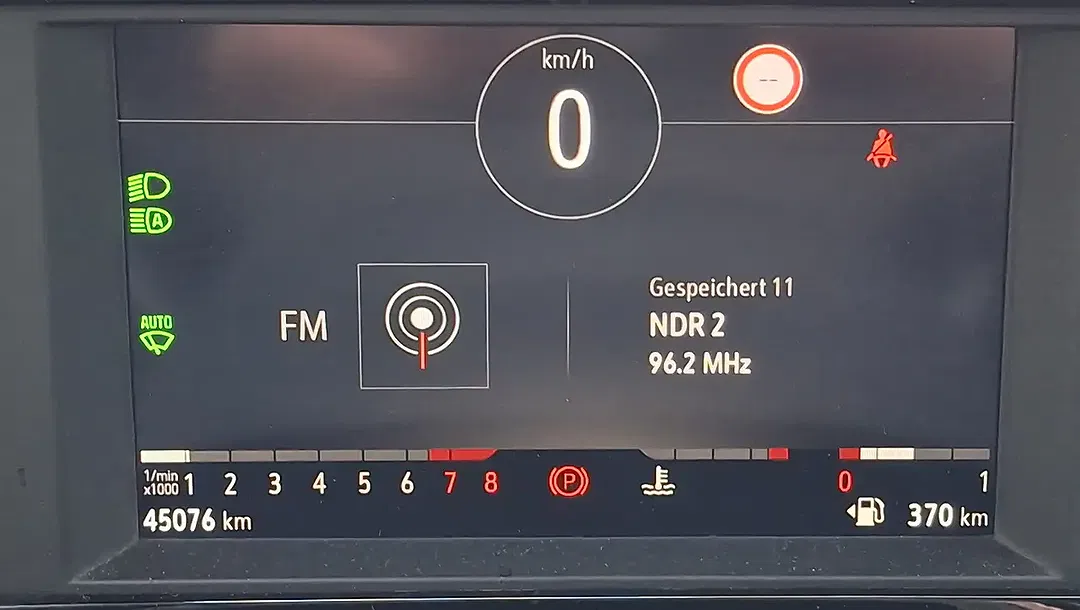 km/h
0
--
A
AUTO
FM
Gespeichert 11
NDR 2
96.2 MHz
1/min
x1000 1 2 3 4 5 6 7 8
P
0 1
45076 km
370 km